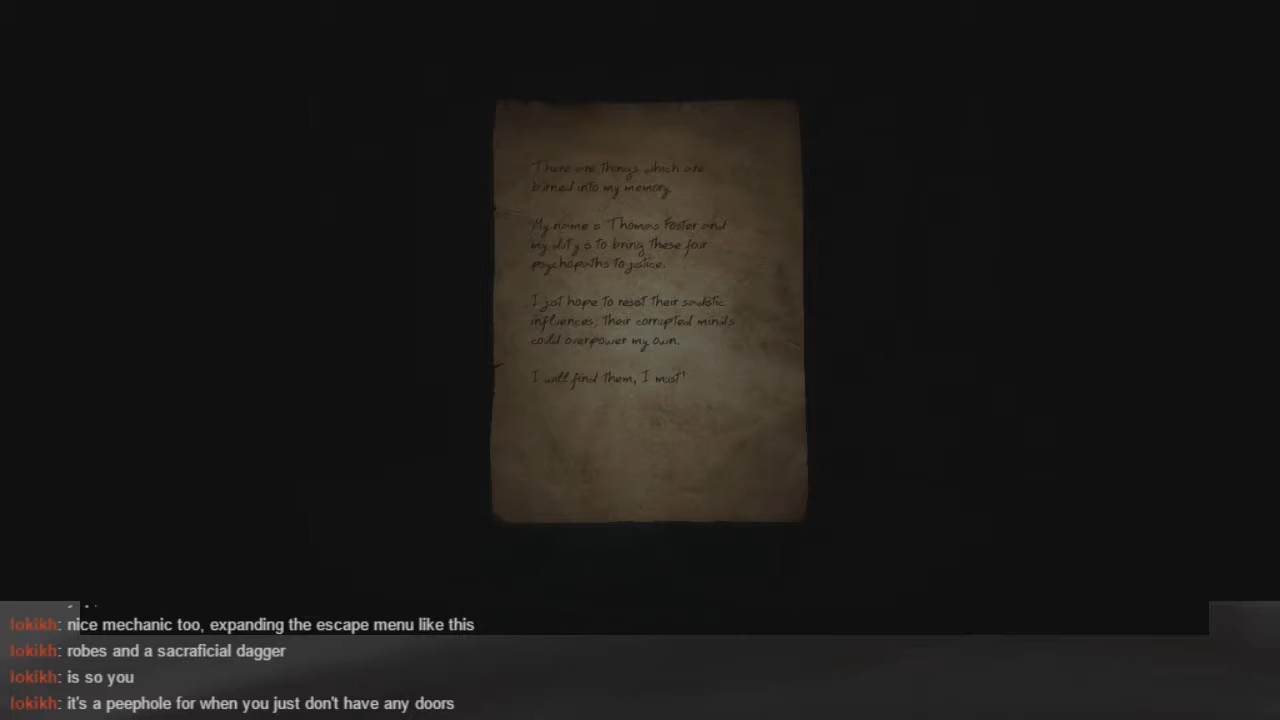 There are things which are
burned into my memory.
My name is Thomas Foster and
my duty is to bring these four
psychopaths to justice.
I just hope to resist their sadistic
influences, their corrupted minds
could overpower my own.
I will find them, I must!
lokikh: nice mechanic too, expanding the escape menu like this
lokikh: robes and a sacraficial dagger
lokikh: is so you
lokikh: it's a peephole for when you just don't have any doors